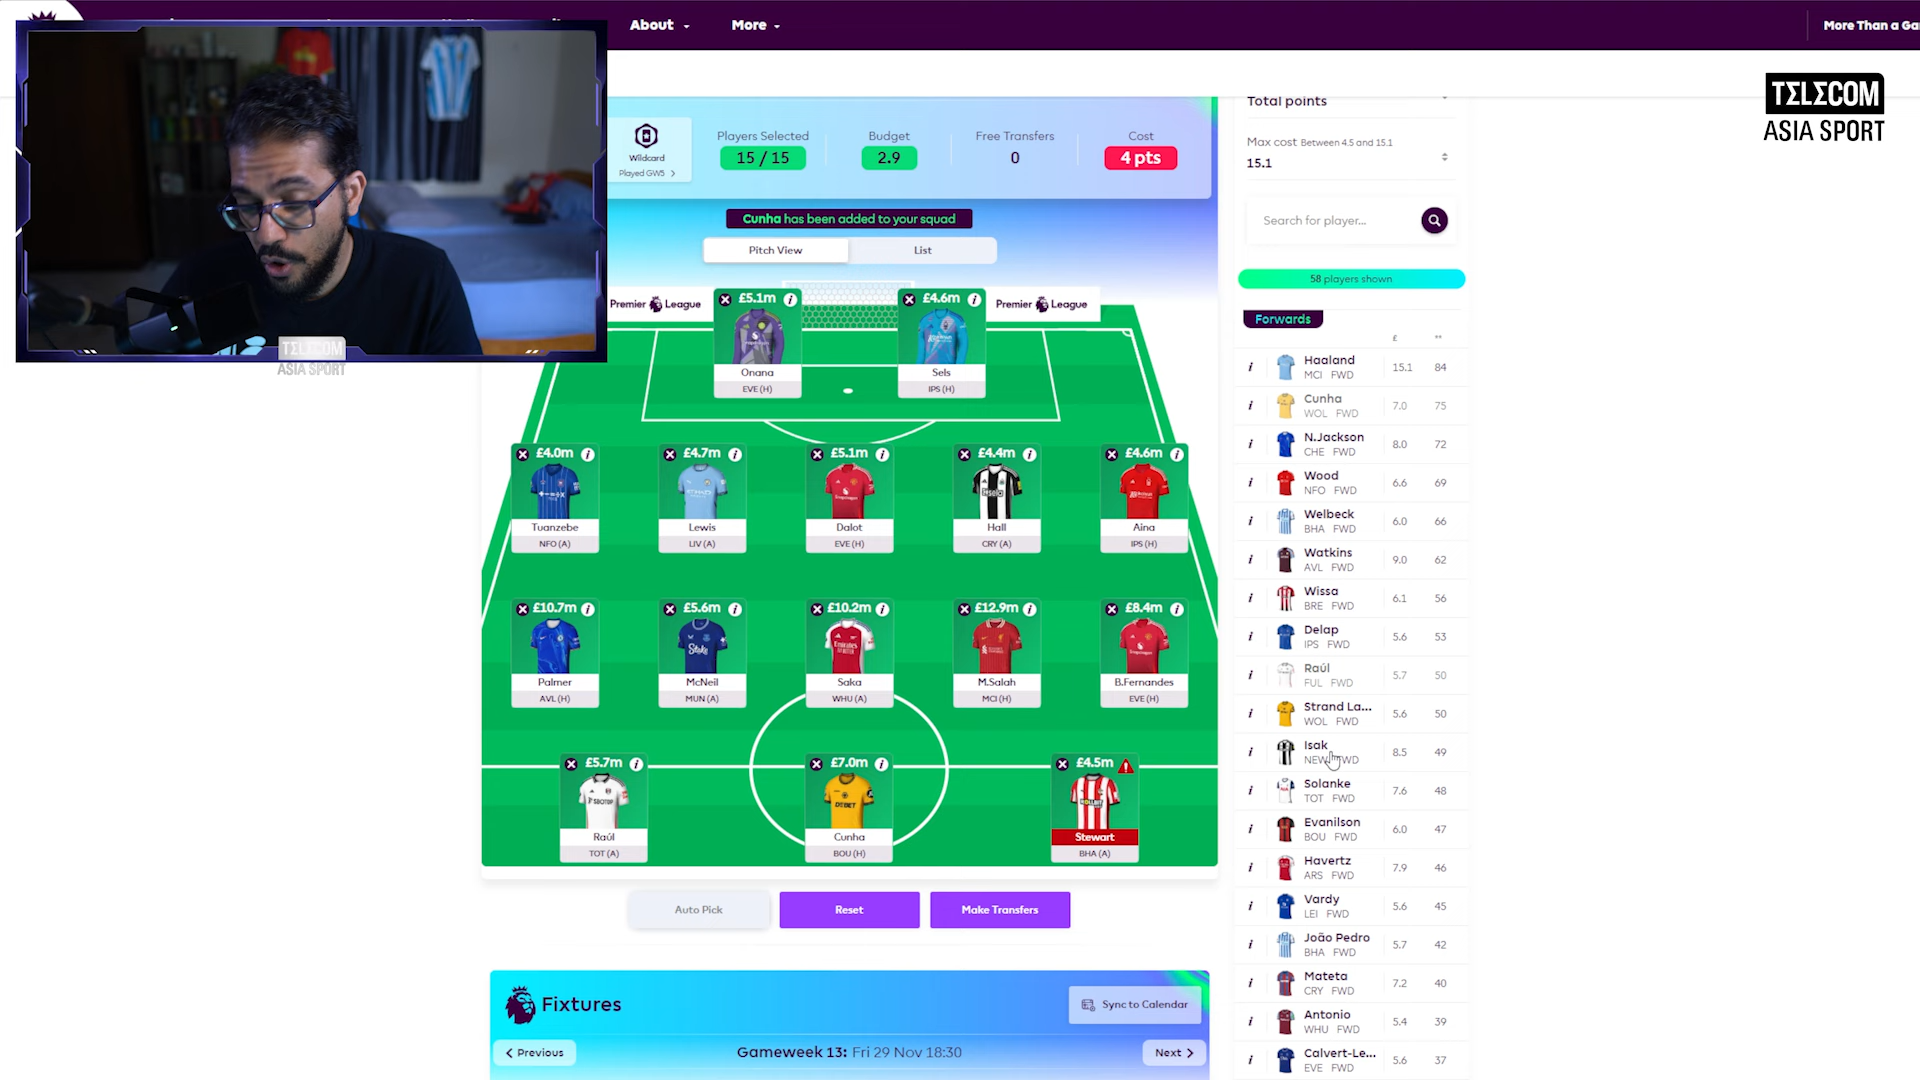 About
More
More Than a Ga
TELECOM
ASIA SPORT
TELECOM
ASIA SPORT
Wildcard
Played GW5
Players Selected
15 / 15
Budget
2.9
Free Transfers
0
Cost
4 pts
Cunha has been added to your squad
Pitch View
List
Premier League
Premier League
£5.1m
Onana
EVE (H)
£4.6m
Sels
IPS (H)
£4.0m
Tuanzebe
NFO (A)
£4.7m
Lewis
LIV (A)
£5.1m
Dalot
EVE (H)
£4.4m
Hall
CRY (A)
£4.6m
Aina
IPS (H)
£10.7m
Palmer
AVL (H)
£5.6m
McNeil
MUN (A)
£10.2m
Saka
WHU (A)
£12.9m
M.Salah
MCI (H)
£8.4m
B.Fernandes
EVE (H)
£5.7m
Raúl
TOT (A)
£7.0m
Cunha
BOU (H)
£4.5m
Stewart
BHA (A)
Auto Pick
Reset
Make Transfers
Fixtures
Sync to Calendar
Previous
Gameweek 13: Fri 29 Nov 18:30
Next
Total points
Max cost Between 4.5 and 15.1
15.1
Search for player...
58 players shown
Forwards
£
**
Haaland
MCI FWD
15.1 84
Cunha
WOL FWD
7.0 75
N.Jackson
CHE FWD
8.0 72
Wood
NFO FWD
6.6 69
Welbeck
BHA FWD
6.0 66
Watkins
AVL FWD
9.0 62
Wissa
BRE FWD
6.1 56
Delap
IPS FWD
5.6 53
Raúl
FUL FWD
5.7 50
Strand La...
WOL FWD
5.6 50
Isak
NEW FWD
8.5 49
Solanke
TOT FWD
7.6 48
Evanilson
BOU FWD
6.0 47
Havertz
ARS FWD
7.9 46
Vardy
LEI FWD
5.6 45
João Pedro
BHA FWD
5.7 42
Mateta
CRY FWD
7.2 40
Antonio
WHU FWD
5.4 39
Calvert-Le...
EVE FWD
5.6 37